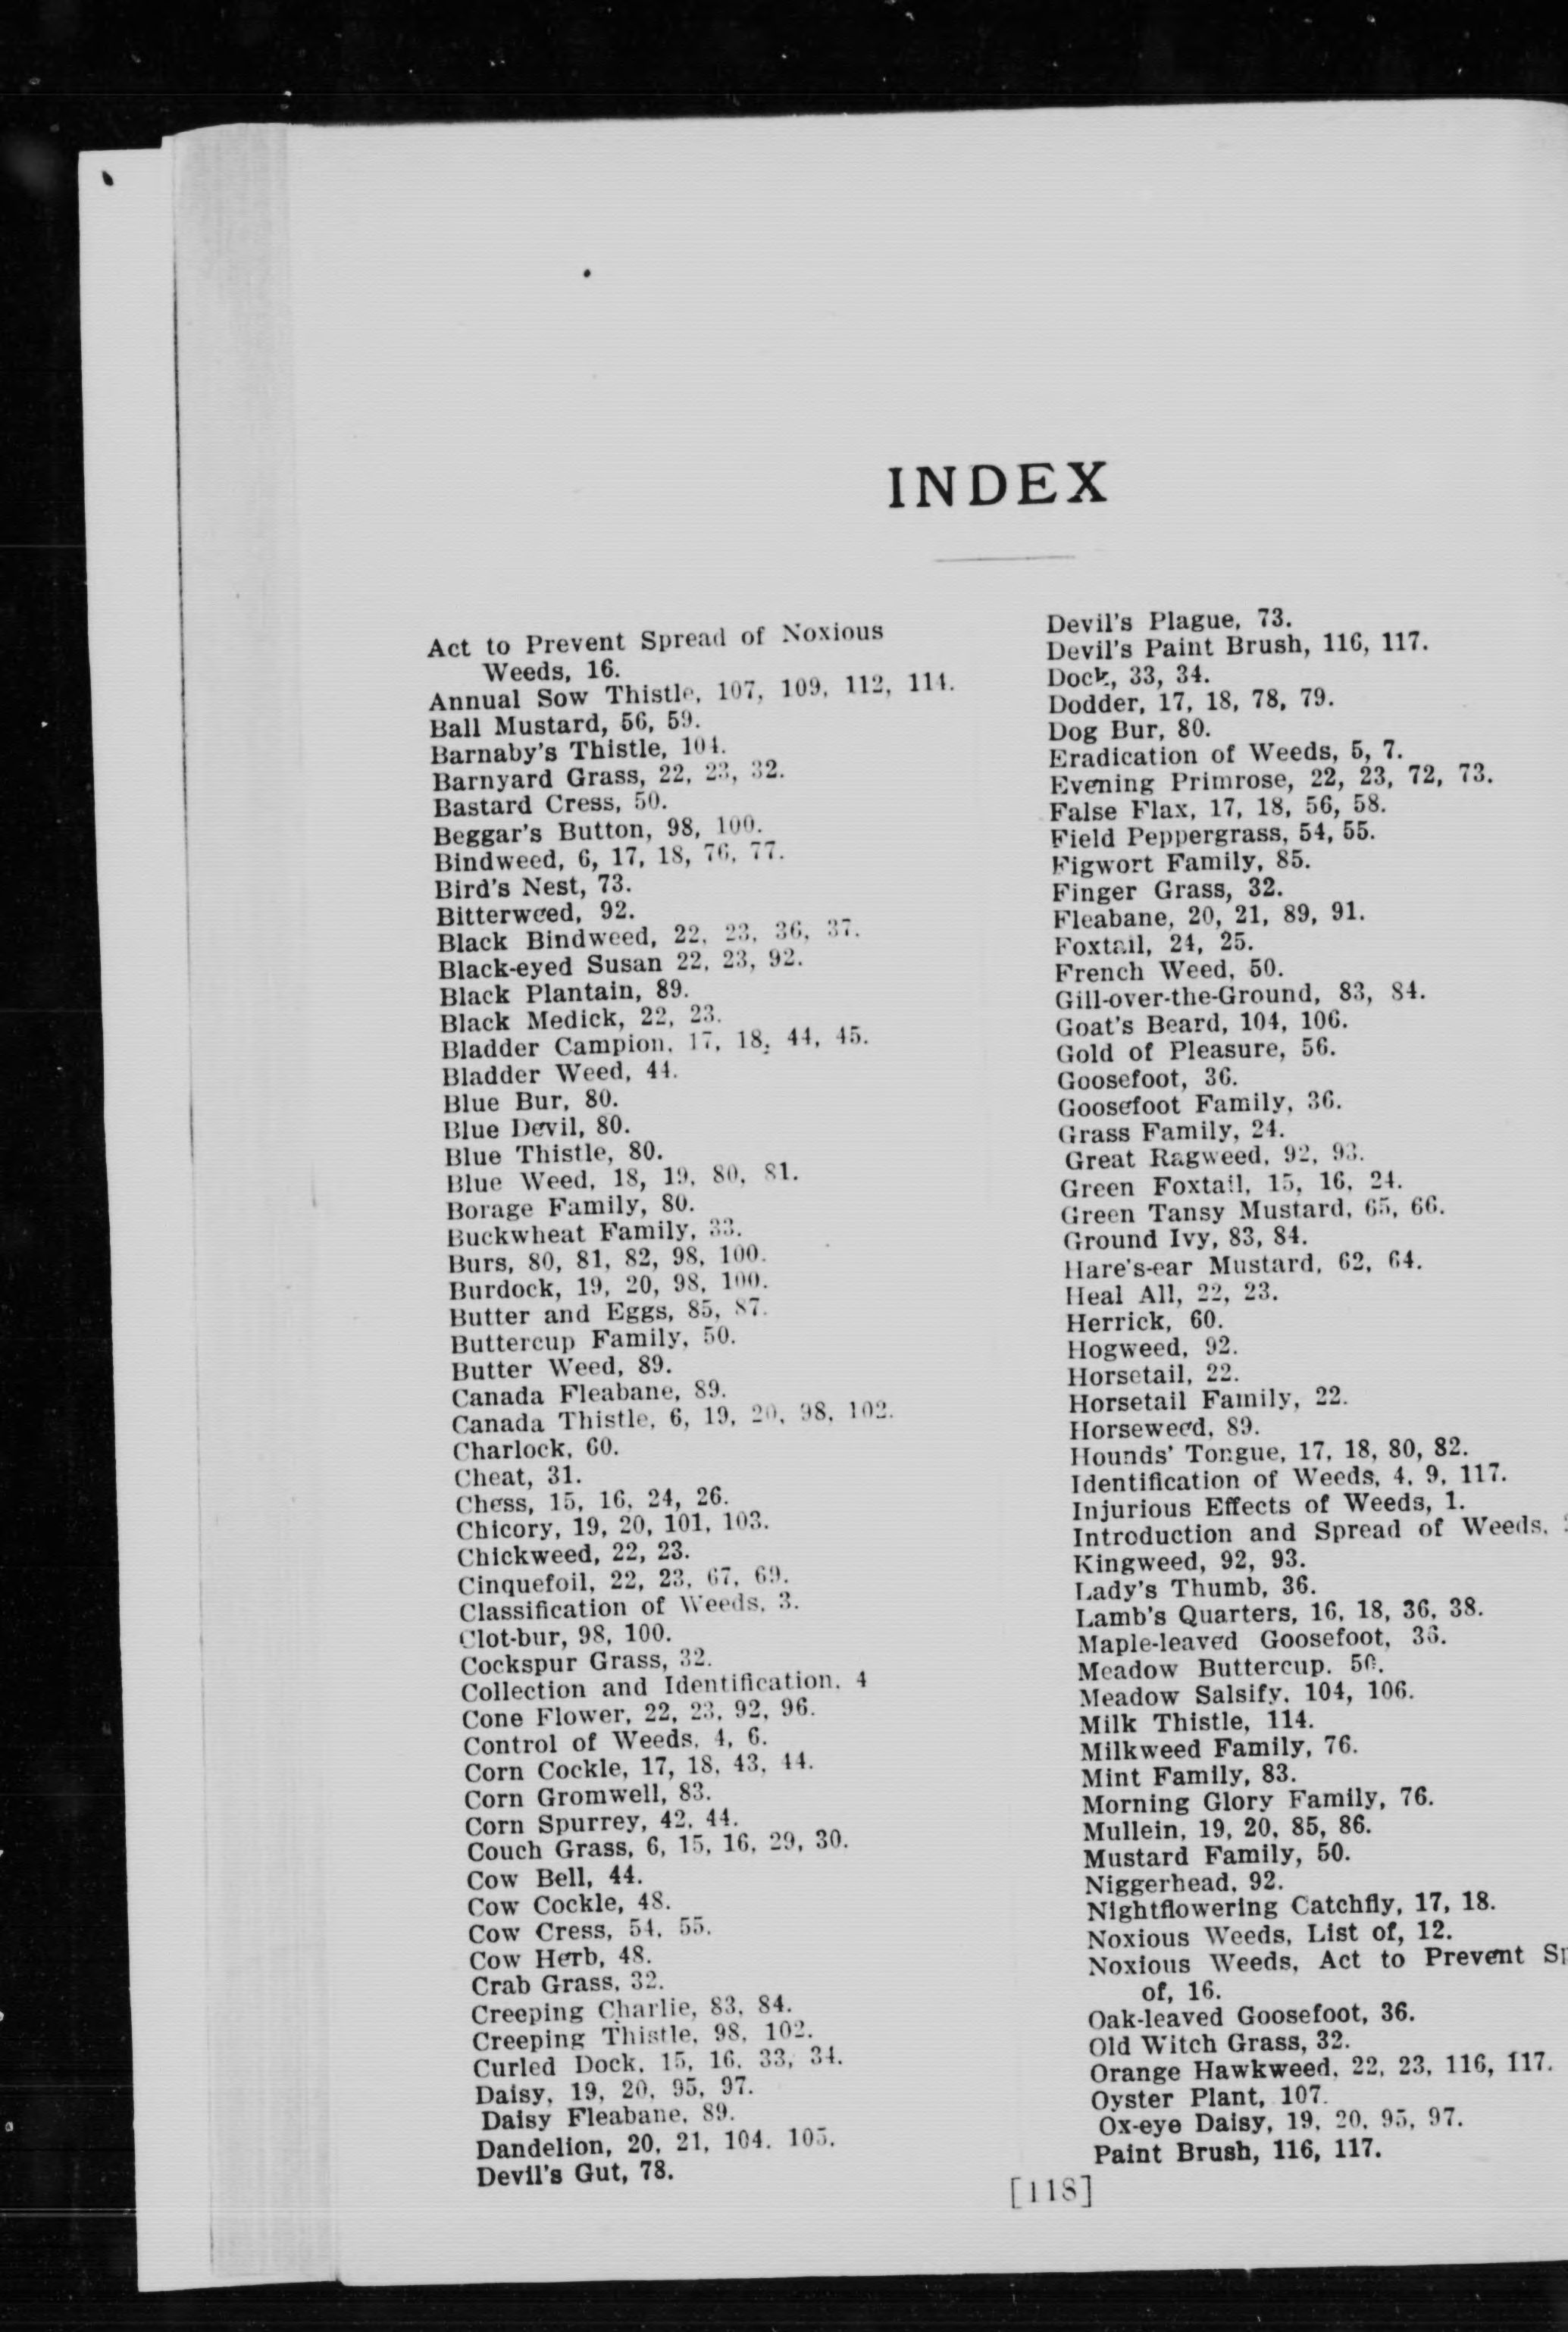 INDEX
Act to Prevent Spread of Noxious
Weeds, 16.
Annual Sow Thistle, 107, 109, 112, 114.
Ball Mustard, 56, 59.
Barnaby's Thistle, 104.
Barnyard Grass, 22, 23, 32.
Bastard Cress, 50.
Beggar's Button, 98, 100.
Bindweed, 6, 17, 18, 76, 77.
Bird's Nest, 73.
Bitterweed, 92.
Black Bindweed, 22, 23, 36, 37.
Black-eyed Susan 22, 23, 92.
Black Plantain, 89.
Black Medick, 22, 23.
Bladder Campion, 17, 18, 44, 45.
Bladder Weed, 44.
Blue Bur, 80.
Blue Devil, 80.
Blue Thistle, 80.
Blue Weed, 18, 19, 80, 81.
Borage Family, 80.
Buckwheat Family, 33.
Burs, 80, 81, 82, 98, 100.
Burdock, 19, 20, 98, 100.
Butter and Eggs, 85, 87.
Buttercup Family, 50.
Butter Weed, 89.
Canada Fleabane, 89.
Canada Thistle, 6, 19, 20, 98, 102.
Charlock, 60.
Cheat, 31.
Chess, 15, 16, 24, 26.
Chicory, 19, 20, 101, 103.
Chickweed, 22, 23.
Cinquefoil, 22, 23, 67, 69.
Classification of Weeds, 3.
Clot-bur, 98, 100.
Cockspur Grass, 32.
Collection and Identification, 4
Cone Flower, 22, 23, 92, 96.
Control of Weeds, 4, 6.
Corn Cockle, 17, 18, 43, 44.
Corn Gromwell, 83.
Corn Spurrey, 42, 44.
Couch Grass, 6, 15, 16, 29, 30.
Cow Bell, 44.
Cow Cockle, 48.
Cow Cress, 54, 55.
Cow Herb, 48.
Crab Grass, 32.
Creeping Charlie, 83, 84.
Creeping Thistle, 98, 102.
Curled Dock, 15, 16, 33, 34.
Daisy, 19, 20, 95, 97.
Daisy Fleabane, 89.
Dandelion, 20, 21, 104, 105.
Devil's Gut, 78.
Devil's Plague, 73.
Devil's Paint Brush, 116, 117.
Dock, 33, 34.
Dodder, 17, 18, 78, 79.
Dog Bur, 80.
Eradication of Weeds, 5, 7.
Evening Primrose, 22, 23, 72, 73.
False Flax, 17, 18, 56, 58.
Field Peppergrass, 54, 55.
Figwort Family, 85.
Finger Grass, 32.
Fleabane, 20, 21, 89, 91.
Foxtail, 24, 25.
French Weed, 50.
Gill-over-the-Ground, 83, 84.
Goat's Beard, 104, 106.
Gold of Pleasure, 56.
Goosefoot, 36.
Goosefoot Family, 36.
Grass Family, 24.
Great Ragweed, 92, 93.
Green Foxtail, 15, 16, 24.
Green Tansy Mustard, 65, 66.
Ground Ivy, 83, 84.
Hare's-ear Mustard, 62, 64.
Heal All, 22, 23.
Herrick, 60.
Hogweed, 92.
Horsetail, 22.
Horsetail Family, 22.
Horseweed, 89.
Hounds' Tongue, 17, 18, 80, 82.
Identification of Weeds, 4, 9, 117.
Injurious Effects of Weeds, 1.
Introduction and Spread of Weeds,
Kingweed, 92, 93.
Lady's Thumb, 36.
Lamb's Quarters, 16, 18, 36, 38.
Maple-leaved Goosefoot, 36.
Meadow Buttercup. 50.
Meadow Salsify, 104, 106.
Milk Thistle, 114.
Milkweed Family, 76.
Mint Family, 83.
Morning Glory Family, 76.
Mullein, 19, 20, 85, 86.
Mustard Family, 50.
Niggerhead, 92.
Nightflowering Catchfly, 17, 18.
Noxious Weeds, List of, 12.
Noxious Weeds, Act to Prevent Sp
of, 16.
Oak-leaved Goosefoot, 36.
Old Witch Grass, 32.
Orange Hawkweed, 22, 23, 116, 117.
Oyster Plant, 107.
Ox-eye Daisy, 19, 20, 95, 97.
Paint Brush, 116, 117.
[118]